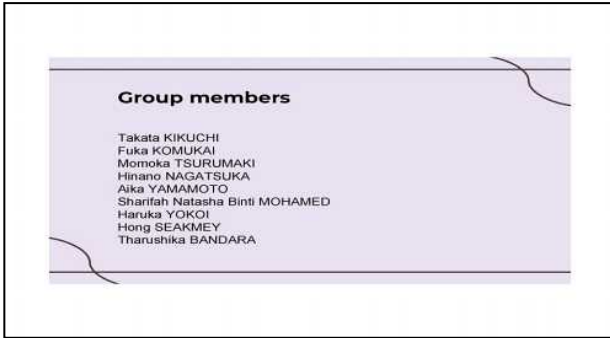 Group members
Takata KIKUCHI
Fuka KOMUKAI
Momoka TSURUMAKI
Hinano NAGATSUKA
Aika YAMAMOTO
Sharifah Natasha Binti MOHAMED
Haruka YOKOI
Hong SEAKMEY
Tharushika BANDARA